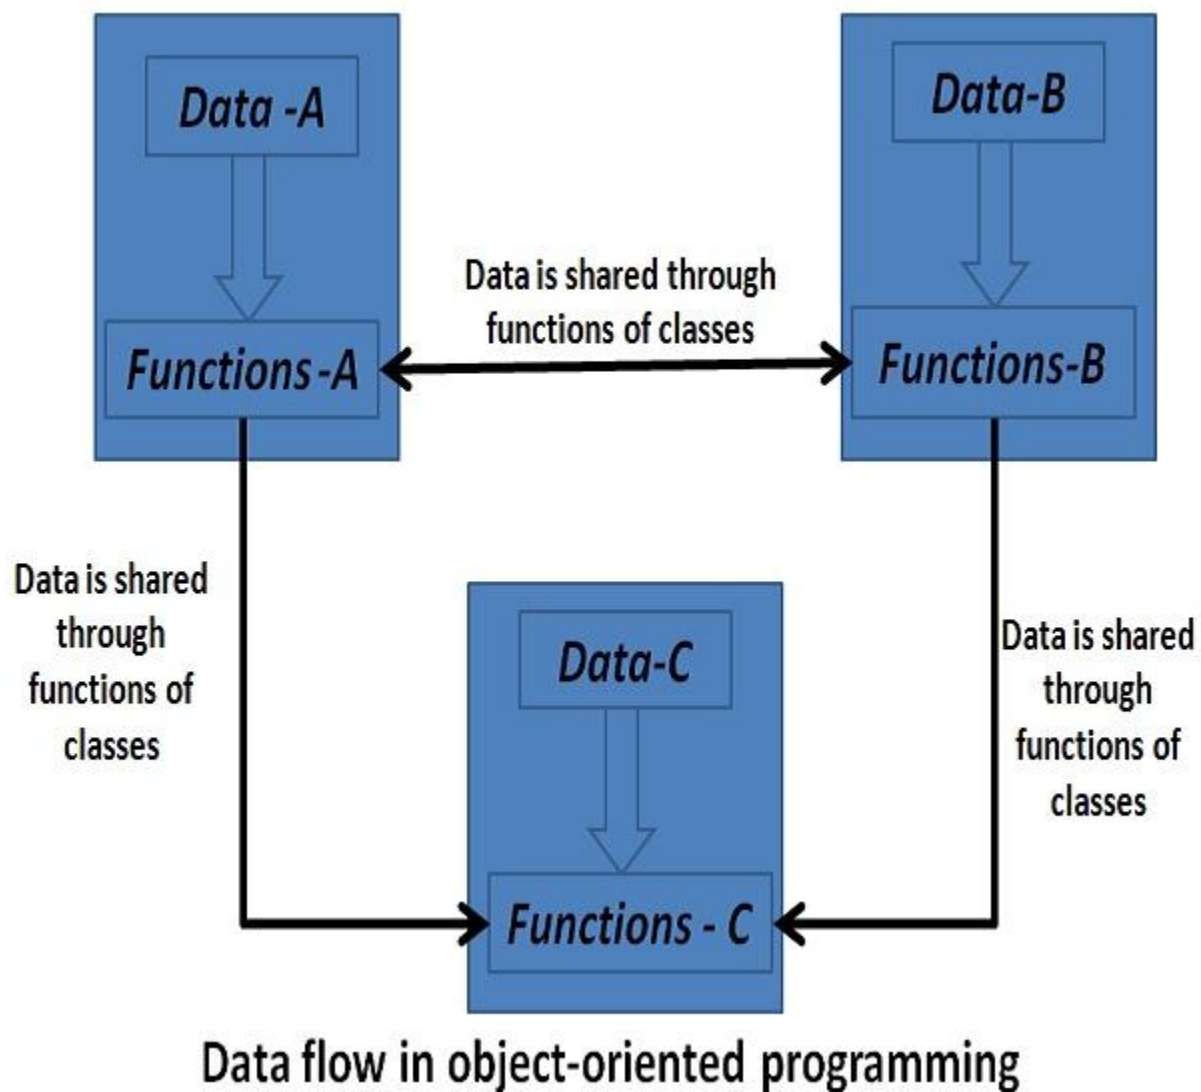 Data -A
Data-B
Data is shared through
functions of classes
Functions -A
Functions-B
Data is shared
through
functions of
classes
Data is shared
through
functions of
classes
Data-C
Functions - C
Data flow in object-oriented programming